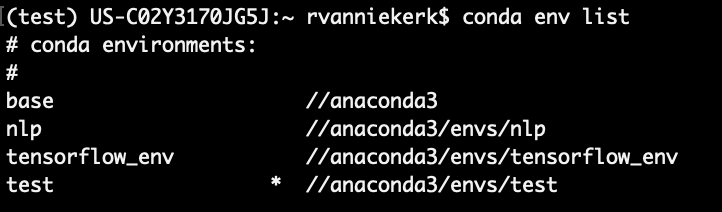 (test) US-C02Y3170JG5J:~ rvanniekerk$ conda env list
# conda environments:
#
base                     //anaconda3
nlp                      //anaconda3/envs/nlp
tensorflow_env           //anaconda3/envs/tensorflow_env
test                  *  //anaconda3/envs/test